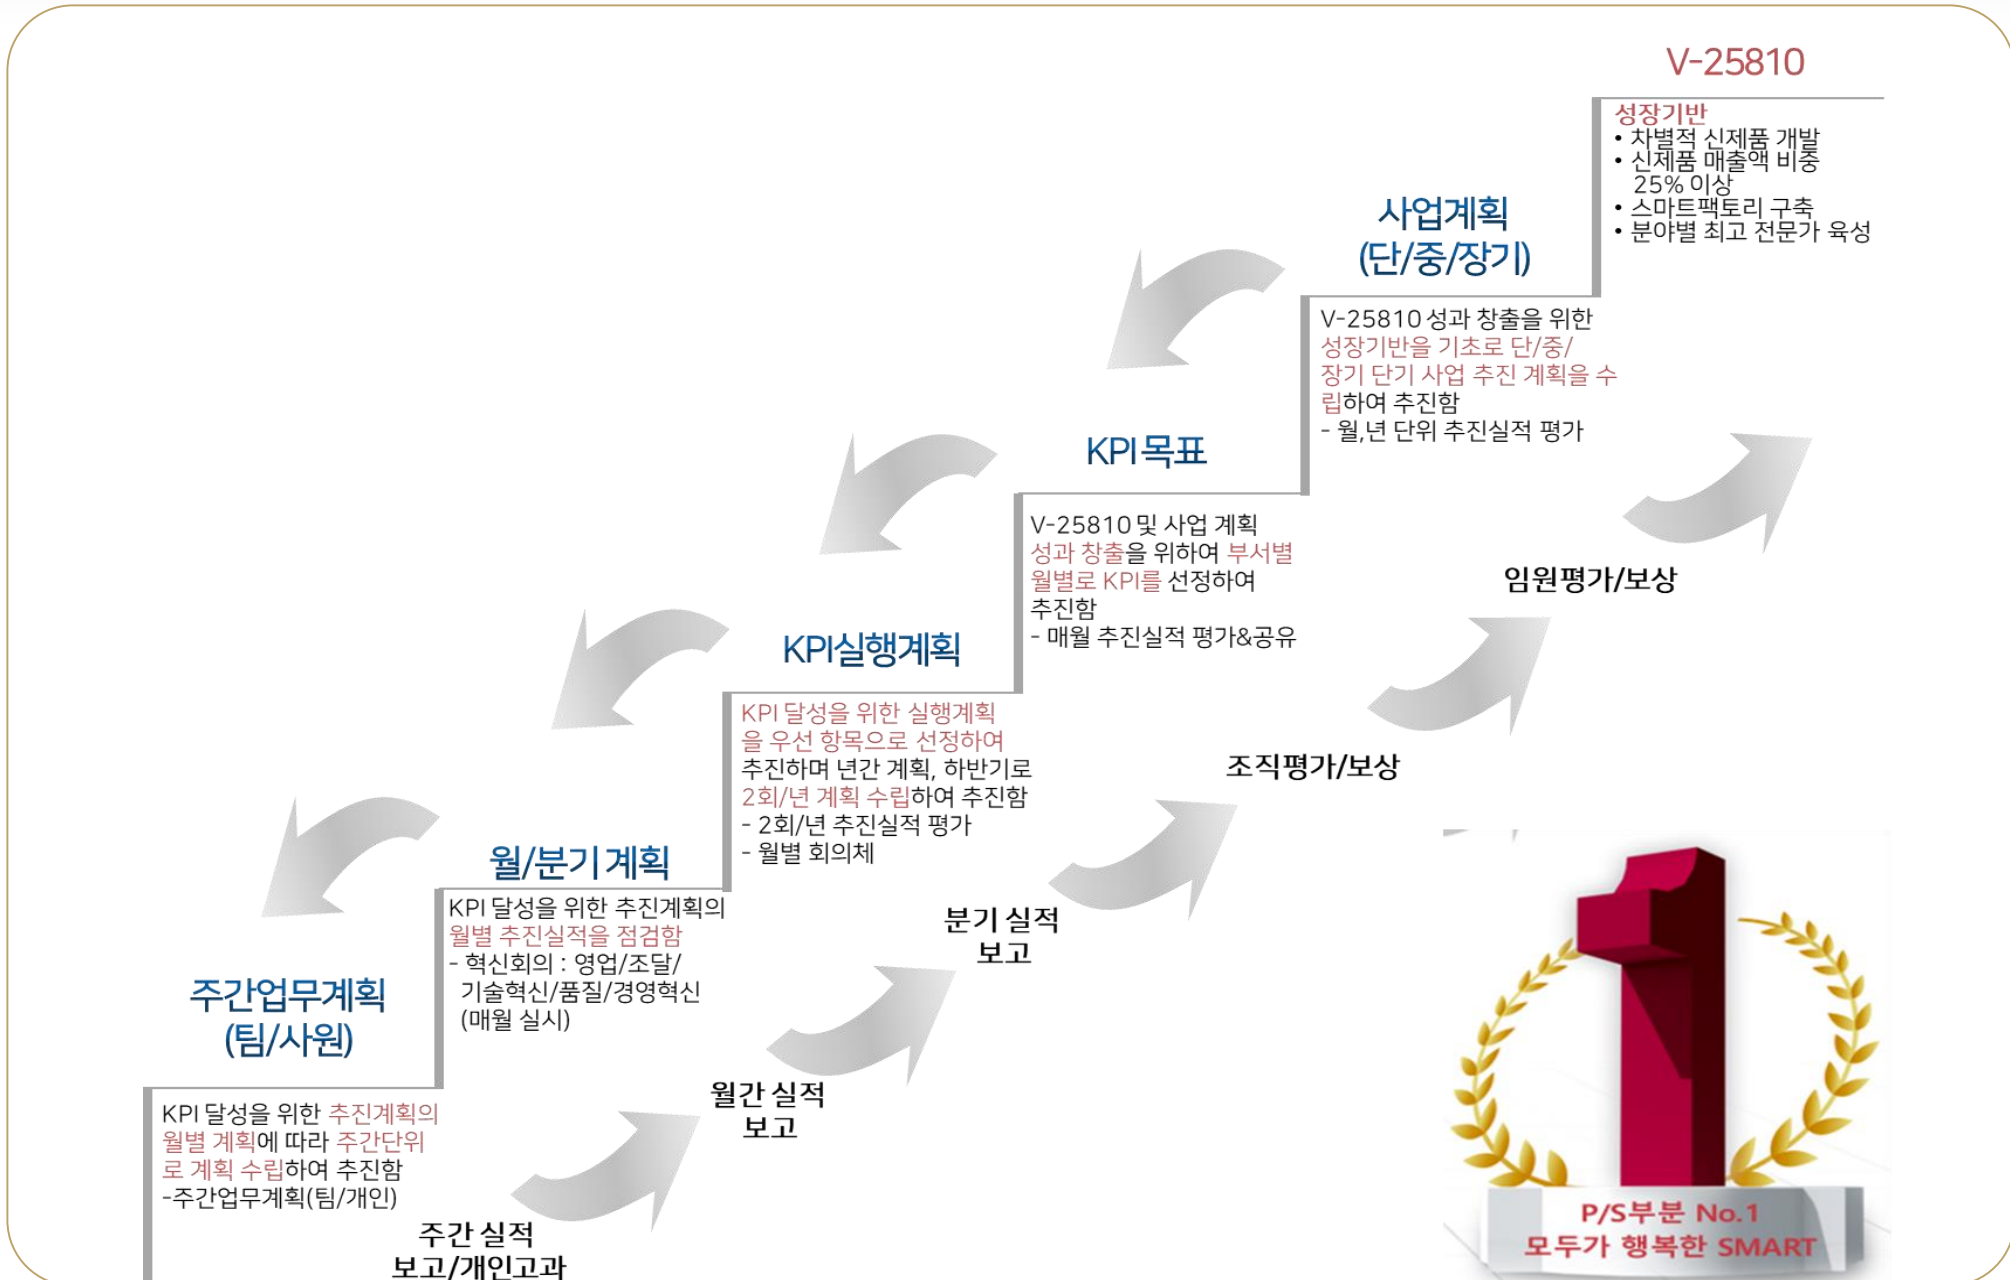 V-25810
성장기반
• 차별적 신제품 개발
• 신제품 매출액 비중
25% 이상
• 스마트팩토리 구축
• 분야별 최고 전문가 육성
사업계획
(단/중/장기)
V-25810 성과 창출을 위한
성장기반을 기초로 단/중/
장기 단기 사업 추진 계획을 수
립하여 추진함
- 월,년 단위 추진실적 평가
KPI 목표
V-25810 및 사업 계획
성과 창출을 위하여 부서별
월별로 KPI를 선정하여
추진함
- 매월 추진실적 평가&공유
KPI실행계획
KPI 달성을 위한 실행계획
을 우선 항목으로 선정하여
추진하며 년간 계획, 하반기로
2회/년 계획 수립하여 추진함
- 2회/년 추진실적 평가
- 월별 회의체
월/분기 계획
KPI 달성을 위한 추진계획의
월별 추진실적을 점검함
- 혁신회의 : 영업/조달/
기술혁신/품질/경영혁신
(매월 실시)
주간업무계획
(팀/사원)
KPI 달성을 위한 추진계획의
월별 계획에 따라 주간단위
로 계획 수립하여 추진함
-주간업무계획(팀/개인)
주간 실적
보고/개인고과
월간 실적
보고
분기 실적
보고
조직평가/보상
임원평가/보상
P/S부분 No.1
모두가 행복한 SMART